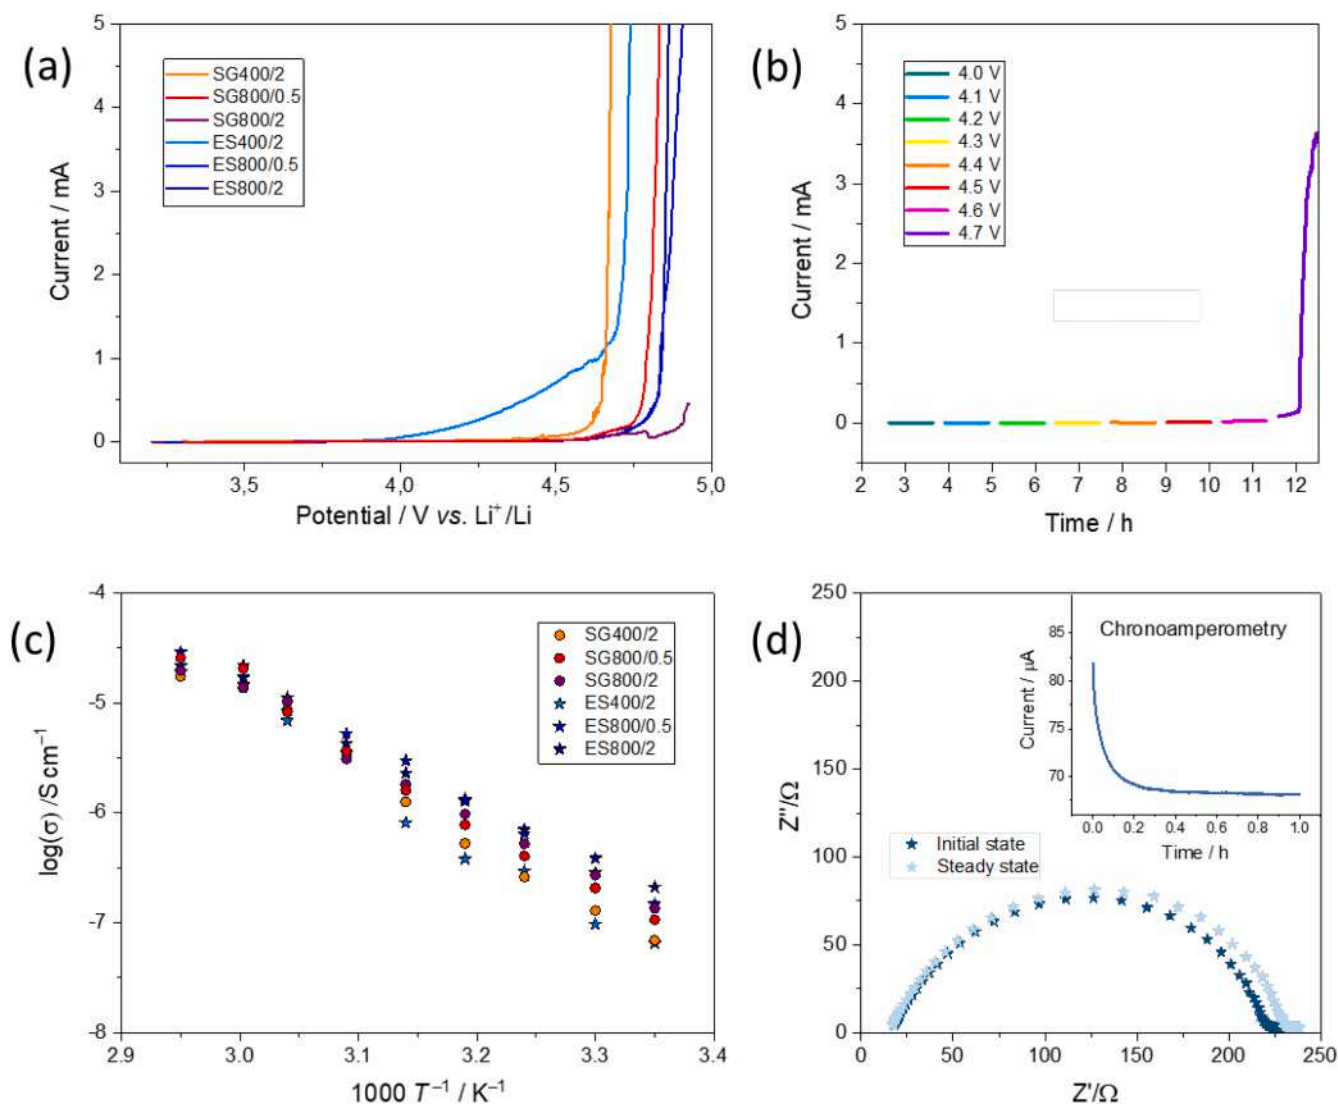 (a)
5
4
3
2
1
0
Current / mA
SG400/2
SG800/0.5
SG800/2
ES400/2
ES800/0.5
ES800/2
3,5
4,0
4,5
5,0
Potential / V vs. Li⁺/Li
(b)
5
4
3
2
1
0
Current / mA
4.0 V
4.1 V
4.2 V
4.3 V
4.4 V
4.5 V
4.6 V
4.7 V
2 3 4 5 6 7 8 9 10 11 12
Time / h
(c)
-4
-5
-6
-7
-8
log(σ) /S cm⁻¹
SG400/2
SG800/0.5
SG800/2
ES400/2
ES800/0.5
ES800/2
2.9 3.0 3.1 3.2 3.3 3.4
1000 T⁻¹ / K⁻¹
(d)
250
200
150
100
50
0
Z''/Ω
Chronoamperometry
85
80
75
70
Current / µA
0.0 0.2 0.4 0.6 0.8 1.0
Time / h
Initial state
Steady state
0 50 100 150 200 250
Z'/Ω